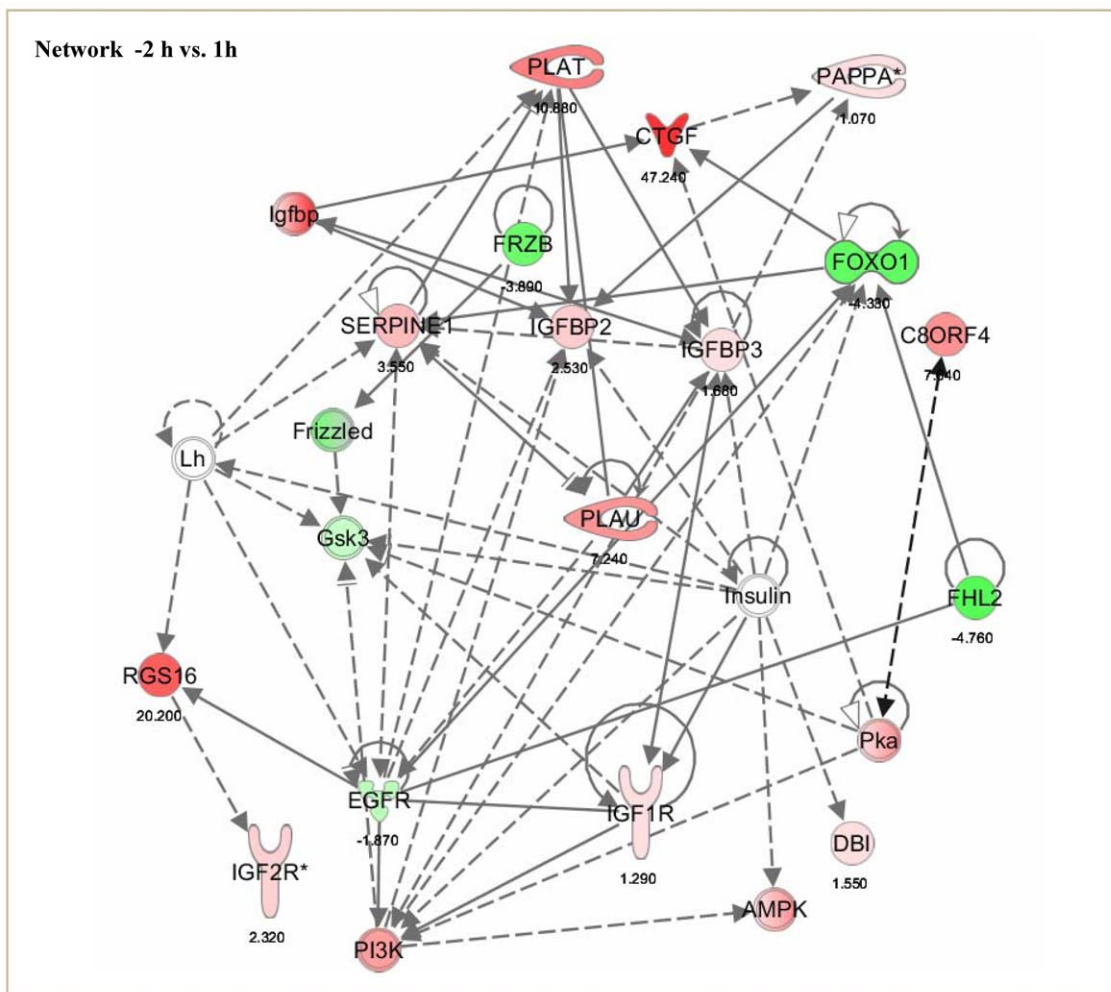 Network -2 h vs. 1h
PLAT
10.880
PAPPA*
1.070
CTGF
47.240
Igfbp
FRZB
-3.890
FOXO1
-4.330
SERPINE1
3.550
IGFBP2
2.530
IGFBP3
1.680
C8ORF4
Frizzled
Lh
Gsk3
PLAU
7.240
Insulin
FHL2
-4.760
RGS16
20.200
Pka
EGFR
-1.870
IGF1R
1.290
DBI
1.550
IGF2R*
2.320
AMPK
PI3K